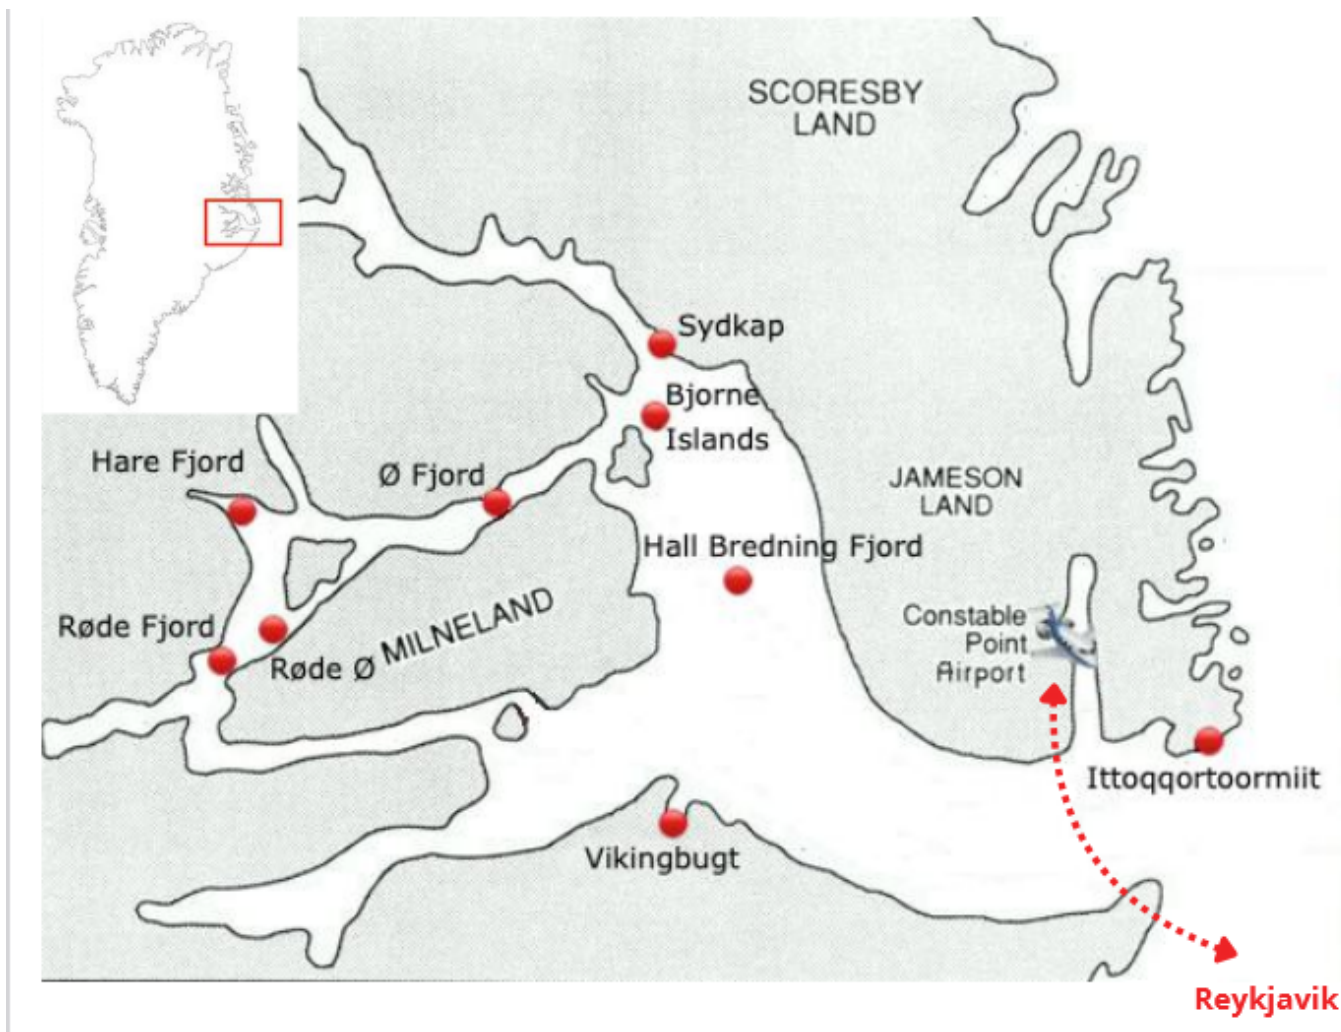 SCORESBY
LAND
Sydkap
Bjorne
Islands
Hare Fjord
Ø Fjord
JAMESON
LAND
Hall Bredning Fjord
MILNELAND
Constable
Point
Airport
Røde Fjord
Røde Ø
Ittoqqortoormiit
Vikingbugt
Reykjavik